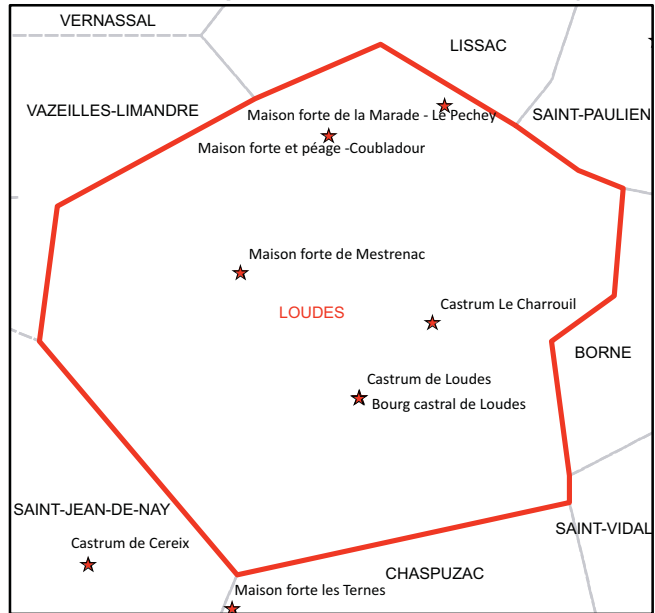 VERNASSAL
LISSAC
VAZEILLES-LIMANDRE
Maison forte de la Marade - Le Pechey
SAINT-PAULIEN
Maison forte et péage -Coubladour
Maison forte de Mestrenac
Castrum Le Charrouil
LOUDES
BORNE
Castrum de Loudes
Bourg castral de Loudes
SAINT-JEAN-DE-NAY
SAINT-VIDAL
Castrum de Cereix
CHASPUZAC
Maison forte les Ternes